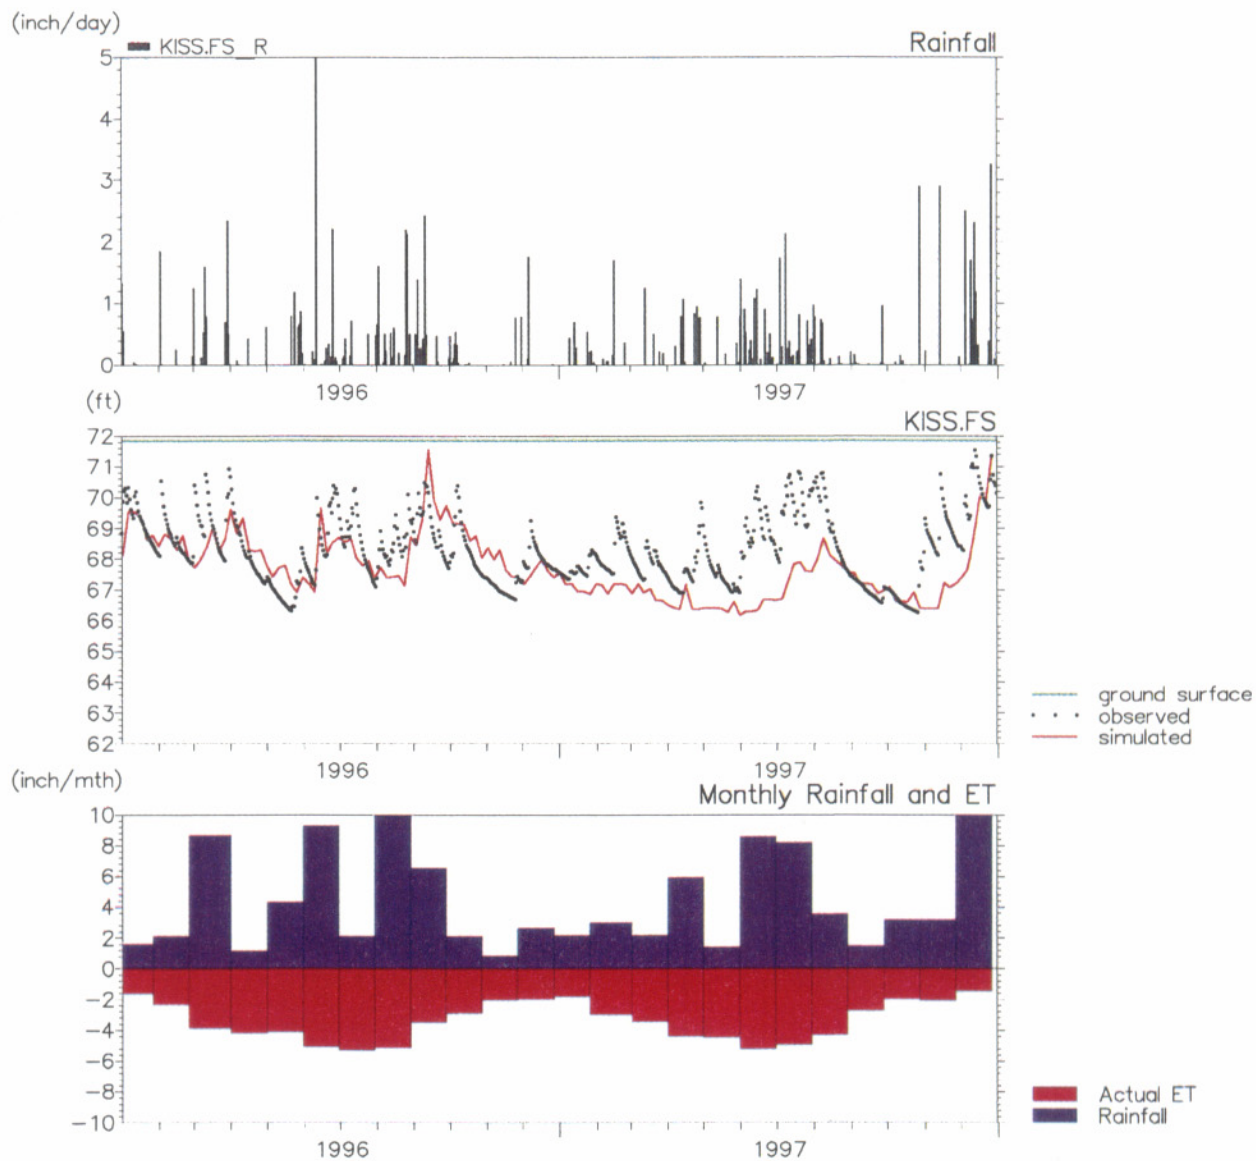 (inch/day)
KISS.FS_R
Rainfall
5
4
3
2
1
0
1996
1997
(ft)
KISS.FS
72
71
70
69
68
67
66
65
64
63
62
1996
1997
ground surface
observed
simulated
(inch/mth)
Monthly Rainfall and ET
10
8
6
4
2
0
-2
-4
-6
-8
-10
1996
1997
Actual ET
Rainfall